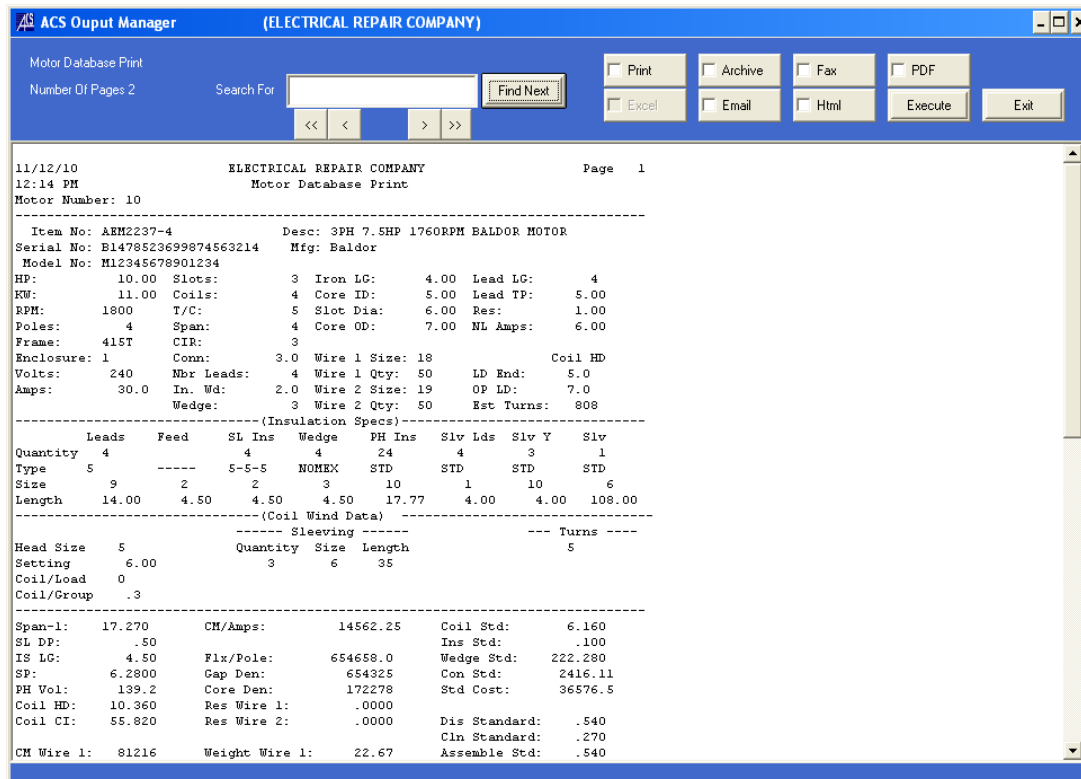 ACS ACS Ouput Manager (ELECTRICAL REPAIR COMPANY)
Motor Database Print
Number Of Pages 2 Search For Find Next
Print Archive Fax PDF
Excel Email Html Execute Exit
<< < > >>
11/12/10 ELECTRICAL REPAIR COMPANY Page 1
12:14 PM Motor Database Print
Motor Number: 10
Item No: AEM2237-4 Desc: 3PH 7.5HP 1760RPM BALDOR MOTOR
Serial No: B1478523699874563214 Mfg: Baldor
Model No: M12345678901234
HP: 10.00 Slots: 3 Iron LG: 4.00 Lead LG: 4
KW: 11.00 Coils: 4 Core ID: 5.00 Lead TP: 5.00
RPM: 1800 T/C: 5 Slot Dia: 6.00 Res: 1.00
Poles: 4 Span: 4 Core OD: 7.00 NL Amps: 6.00
Frame: 415T CIR: 3
Enclosure: 1 Conn: 3.0 Wire 1 Size: 18 Coil HD
Volts: 240 Nbr Leads: 4 Wire 1 Qty: 50 LD End: 5.0
Amps: 30.0 In. Wd: 2.0 Wire 2 Size: 19 OP LD: 7.0
Wedge: 3 Wire 2 Qty: 50 Est Turns: 808
-------------------------------(Insulation Specs)--------------------------------
Leads Feed SL Ins Wedge PH Ins Slv Lds Slv Y Slv
Quantity 4 4 4 24 4 3 1
Type 5 ----- 5-5-5 NOMEX STD STD STD STD
Size 9 2 2 3 10 1 10 6
Length 14.00 4.50 4.50 4.50 17.77 4.00 4.00 108.00
-------------------------------(Coil Wind Data) --------------------------------
------ Sleeving ------ --- Turns ----
Head Size 5 Quantity Size Length 5
Setting 6.00 3 6 35
Coil/Load 0
Coil/Group .3
Span-1: 17.270 CM/Amps: 14562.25 Coil Std: 6.160
SL DP: .50 Ins Std: .100
IS LG: 4.50 Flx/Pole: 654658.0 Wedge Std: 222.280
SP: 6.2800 Gap Den: 654325 Con Std: 2416.11
PH Vol: 139.2 Core Den: 172278 Std Cost: 36576.5
Coil HD: 10.360 Res Wire 1: .0000
Coil CI: 55.820 Res Wire 2: .0000 Dis Standard: .540
Cln Standard: .270
CM Wire 1: 81216 Weight Wire 1: 22.67 Assemble Std: .540